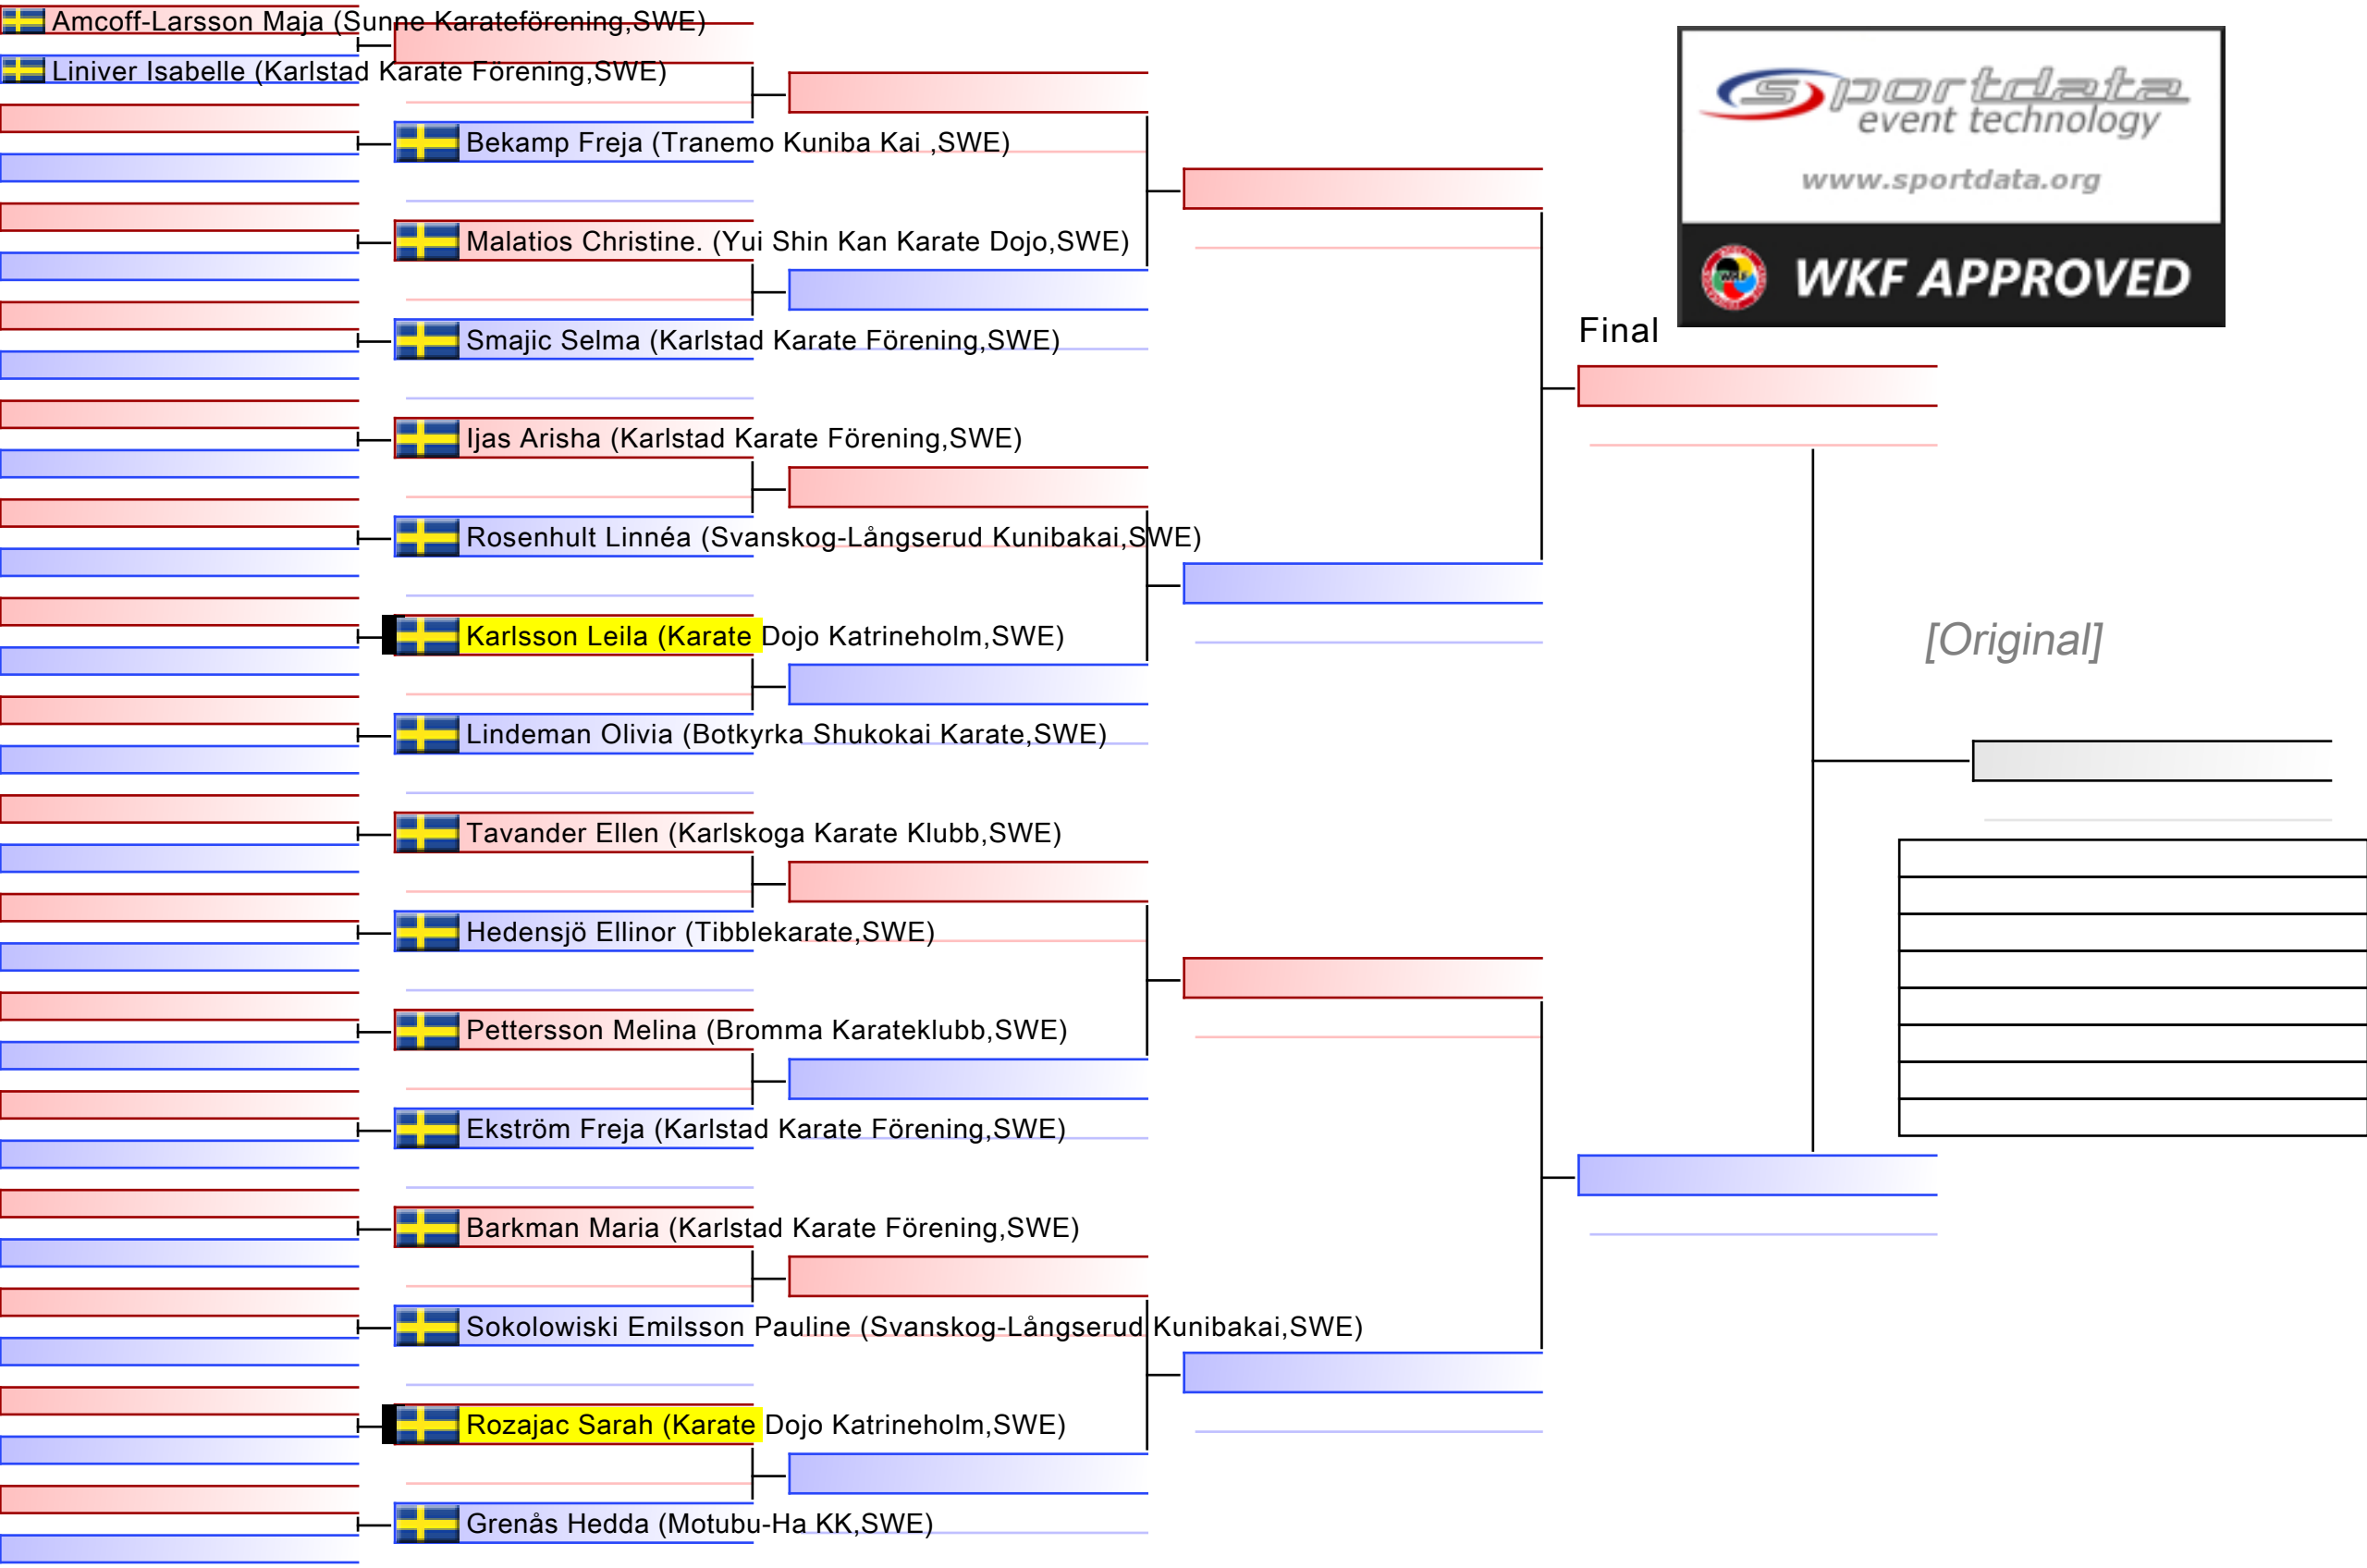 Amcoff-Larsson Maja (Sunne Karateförening,SWE)
Liniver Isabelle (Karlstad Karate Förening,SWE)
Bekamp Freja (Tranemo Kuniba Kai ,SWE)
Malatios Christine. (Yui Shin Kan Karate Dojo,SWE)
Smajic Selma (Karlstad Karate Förening,SWE)
Ijas Arisha (Karlstad Karate Förening,SWE)
Rosenhult Linnéa (Svanskog-Långserud Kunibakai,SWE)
Karlsson Leila (Karate Dojo Katrineholm,SWE)
Lindeman Olivia (Botkyrka Shukokai Karate,SWE)
Tavander Ellen (Karlskoga Karate Klubb,SWE)
Hedensjö Ellinor (Tibblekarate,SWE)
Pettersson Melina (Bromma Karateklubb,SWE)
Ekström Freja (Karlstad Karate Förening,SWE)
Barkman Maria (Karlstad Karate Förening,SWE)
Sokolowiski Emilsson Pauline (Svanskog-Långserud Kunibakai,SWE)
Rozajac Sarah (Karate Dojo Katrineholm,SWE)
Grenås Hedda (Motubu-Ha KK,SWE)
sportdata
event technology
www.sportdata.org
WKF
WKF APPROVED
Final
[Original]